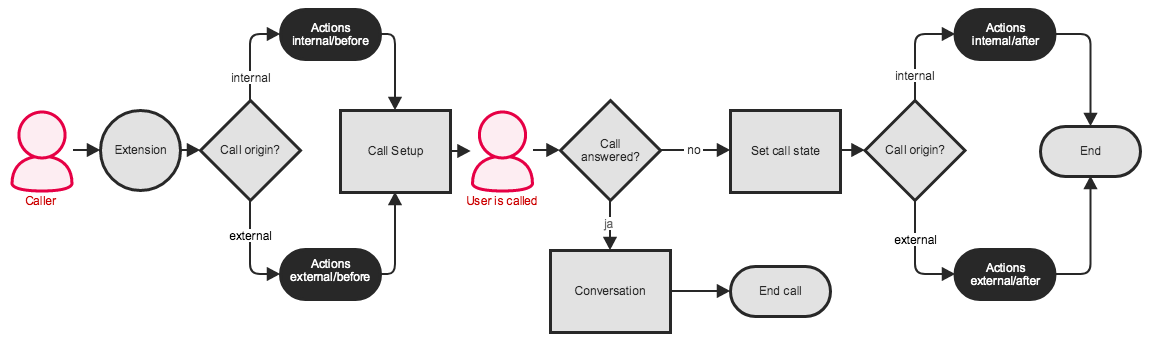 Actions
internal/before
internal
Caller
Extension
Call origin?
external
Actions
external/before
Call Setup
User is called
Call
answered?
no
ja
Conversation
End call
Set call state
Call origin?
internal
Actions
internal/after
external
Actions
external/after
End